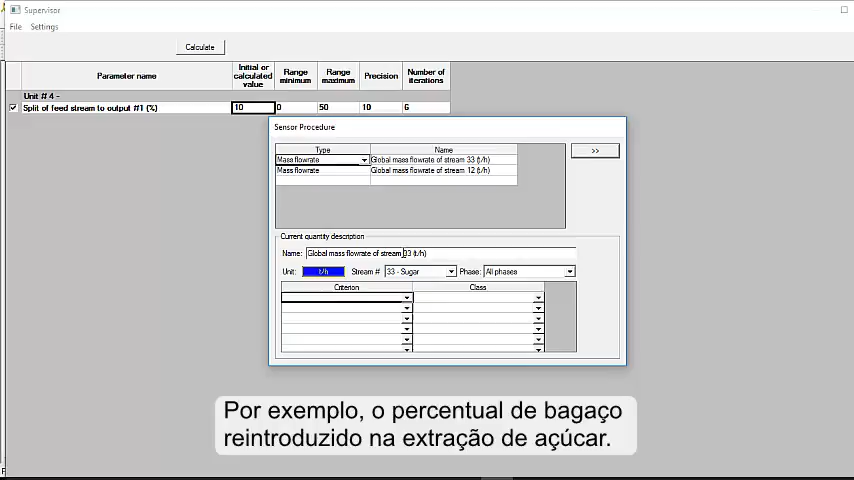 Supervisor
File Settings
Calculate
Parameter name Initial or calculated value Range minimum Range maximum Precision Number of iterations
Unit # 4 -
Split of feed stream to output #1 (%) 10 0 50 10 6
Sensor Procedure
Type Name
Mass flowrate Global mass flowrate of stream 33 (t/h)
Mass flowrate Global mass flowrate of stream 12 (t/h)
>>
Current quantity description
Name: Global mass flowrate of stream 33 (t/h)
Unit: t/h Stream # 33 - Sugar Phase: All phases
Criterion Class
Por exemplo, o percentual de bagaço
reintroduzido na extração de açúcar.